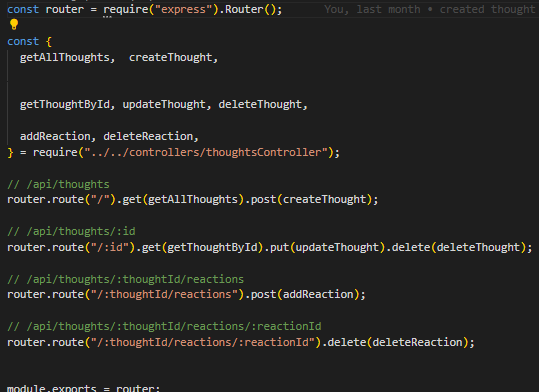 const router = require("express").Router();    You, last month • created thought
const {
  getAllThoughts,  createThought,
  getThoughtById, updateThought, deleteThought,
  addReaction, deleteReaction,
} = require("../../controllers/thoughtsController");
// /api/thoughts
router.route("/").get(getAllThoughts).post(createThought);
// /api/thoughts/:id
router.route("/:id").get(getThoughtById).put(updateThought).delete(deleteThought);
// /api/thoughts/:thoughtId/reactions
router.route("/:thoughtId/reactions").post(addReaction);
// /api/thoughts/:thoughtId/reactions/:reactionId
router.route("/:thoughtId/reactions/:reactionId").delete(deleteReaction);
module.exports = router;